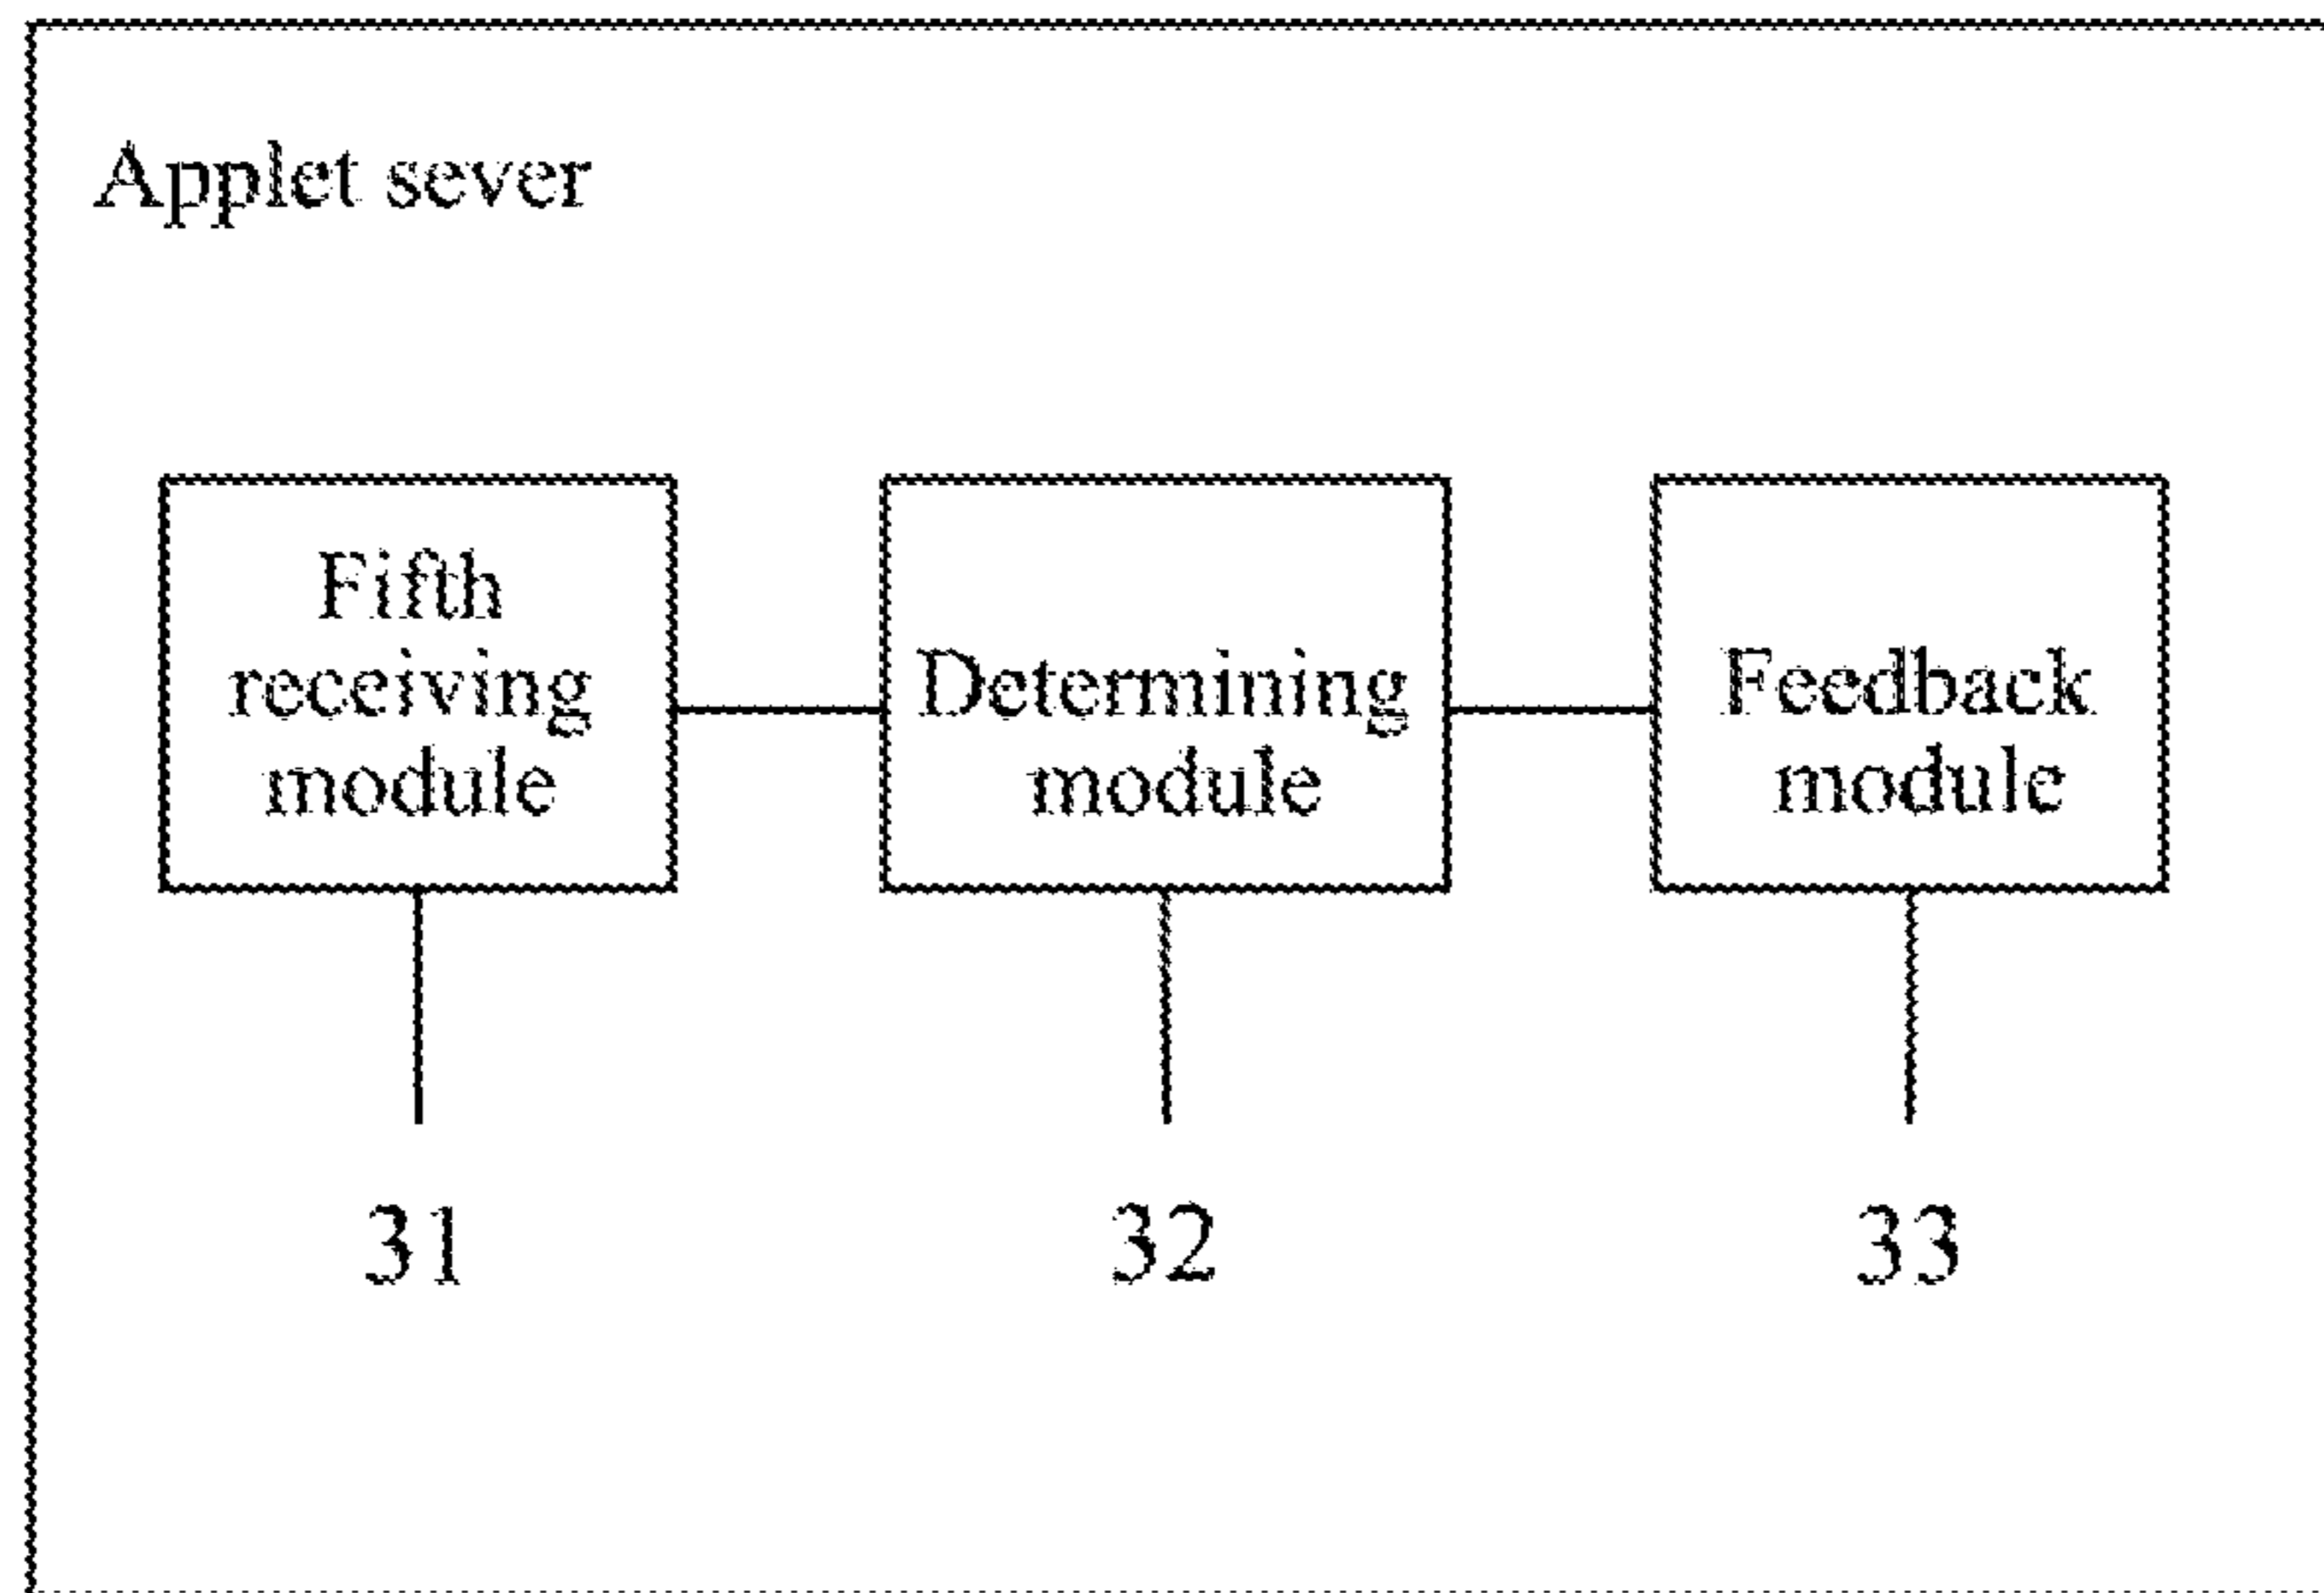 Applet sever
Fifth
receiving
module
Determining
module
Feedback
module
31
32
33